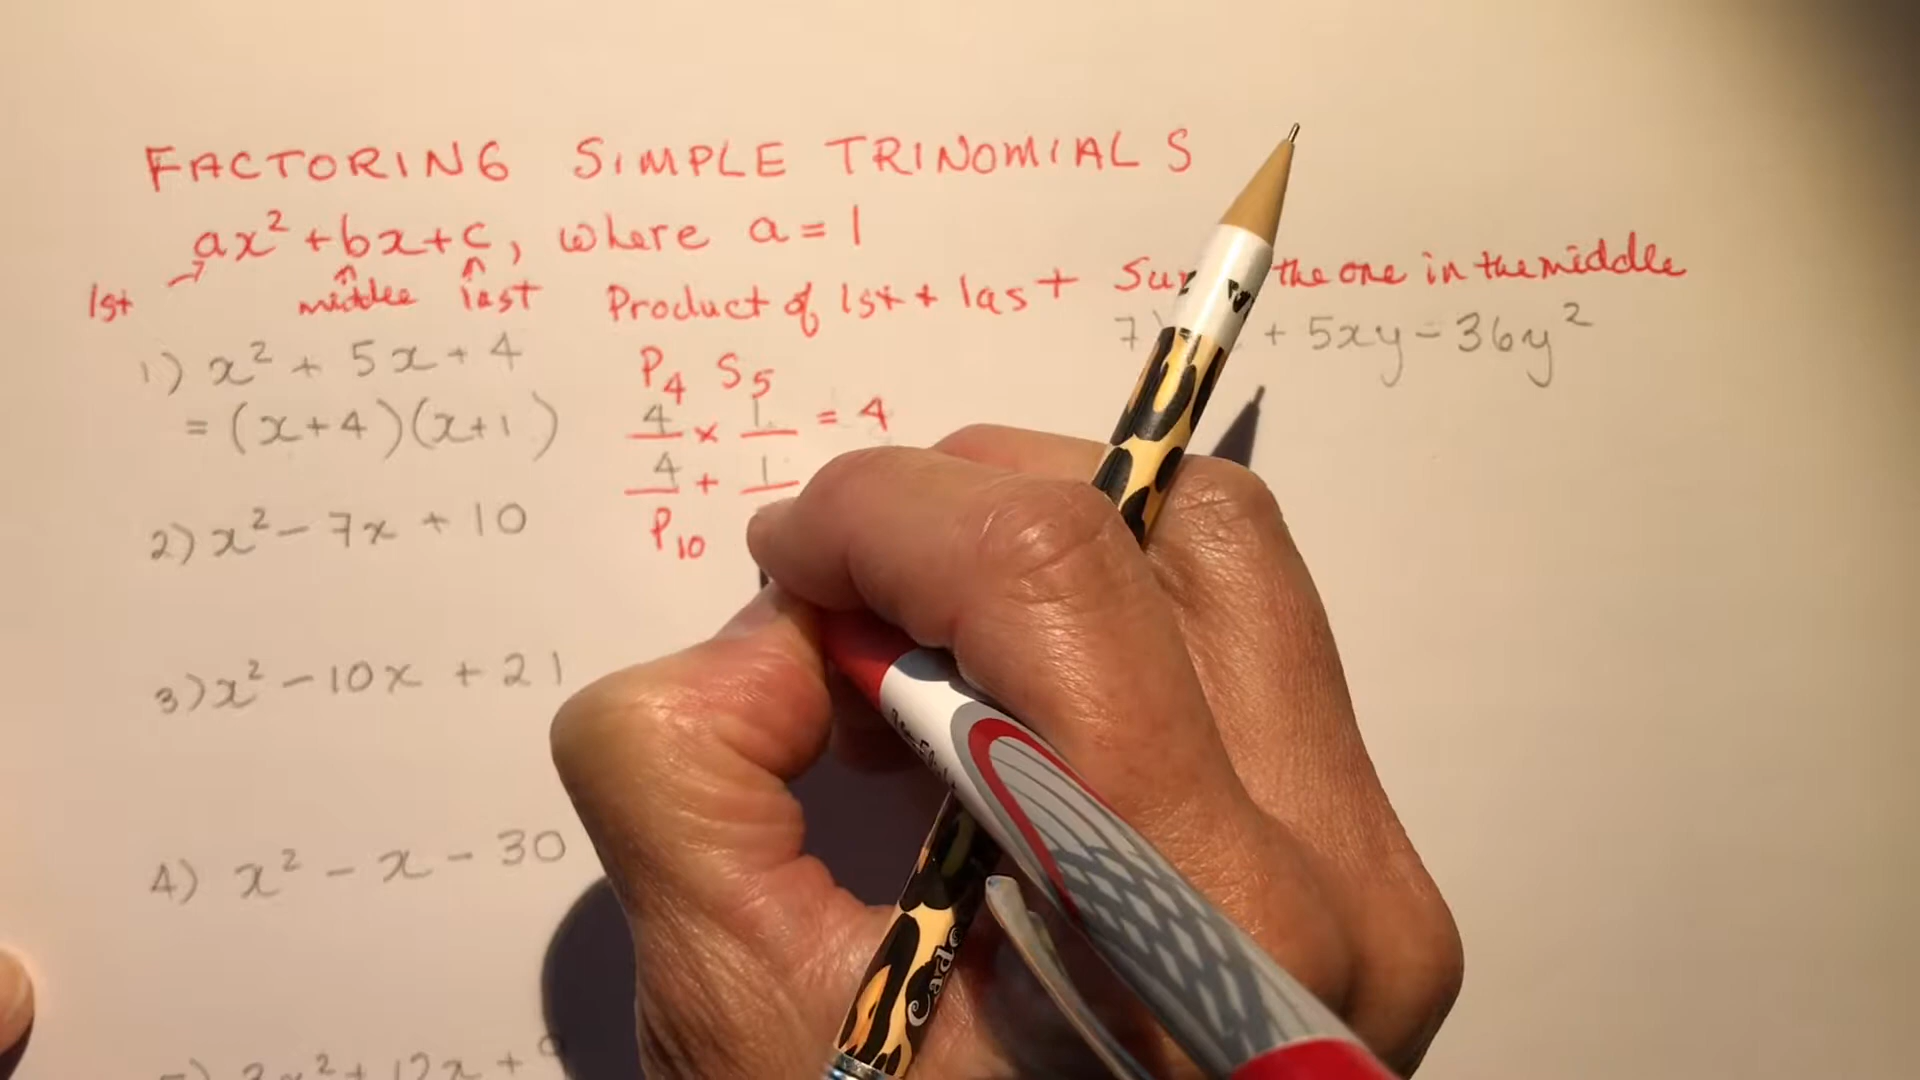 FACTORING SIMPLE TRINOMIALS
ax² + bx + c, where a = 1
1st middle last Product of 1st + last the one in the middle
1) x² + 5x + 4 P₄ S₅
= (x+4)(x+1) 4 x 1 = 4
4 + 1
2) x² - 7x + 10 P₁₀
3) x² - 10x + 21
4) x² - x - 30
7) + 5xy - 36y²